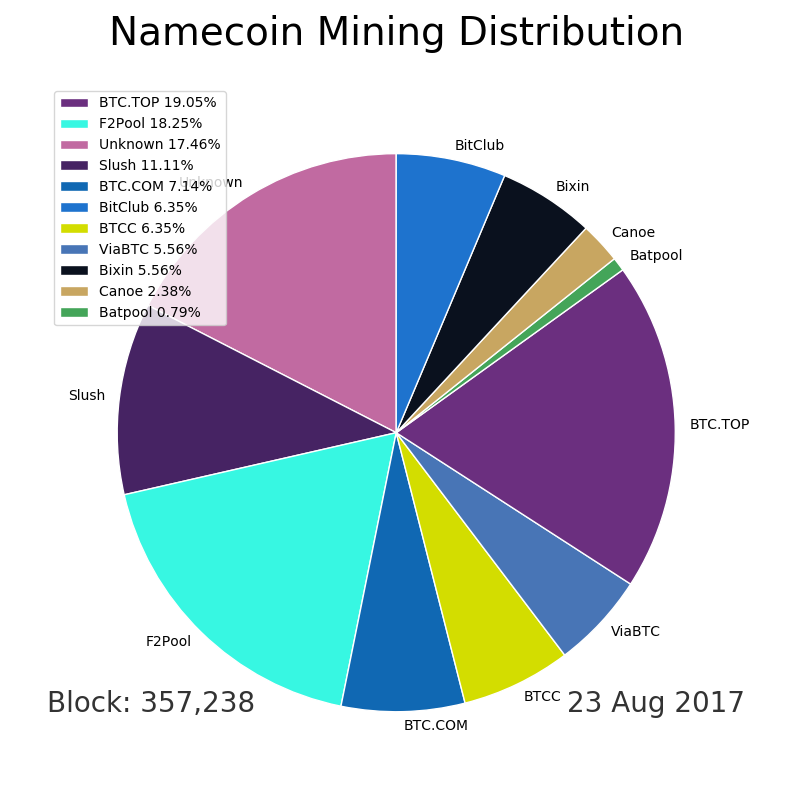 Namecoin Mining Distribution
BTC.TOP 19.05%
F2Pool 18.25%
Unknown 17.46%
Slush 11.11%
BTC.COM 7.14%
BitClub 6.35%
BTCC 6.35%
ViaBTC 5.56%
Bixin 5.56%
Canoe 2.38%
Batpool 0.79%
BitClub
Bixin
Canoe
Batpool
Unknown
Slush
BTC.TOP
F2Pool
ViaBTC
BTCC
BTC.COM
Block: 357,238
23 Aug 2017